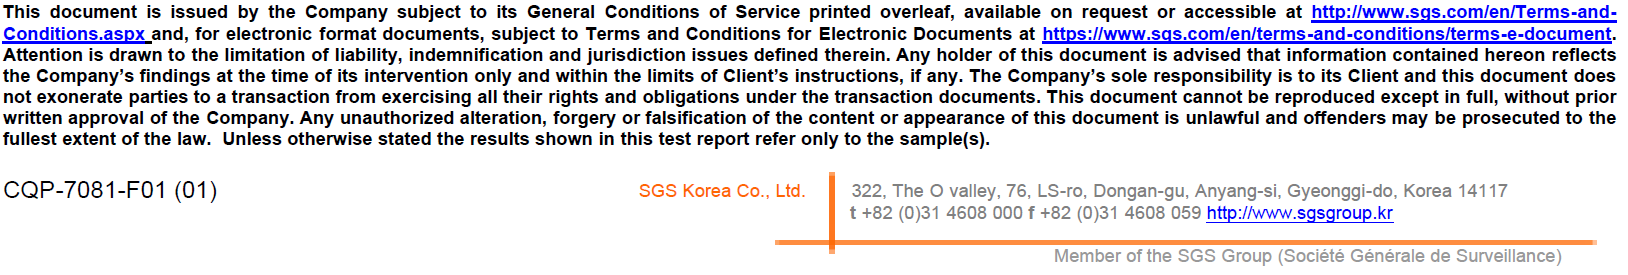 This document is issued by the Company subject to its General Conditions of Service printed overleaf, available on request or accessible at http://www.sgs.com/en/Terms-and-
Conditions.aspx and, for electronic format documents, subject to Terms and Conditions for Electronic Documents at https://www.sgs.com/en/terms-and-conditions/terms-e-document.
Attention is drawn to the limitation of liability, indemnification and jurisdiction issues defined therein. Any holder of this document is advised that information contained hereon reflects
the Company's findings at the time of its intervention only and within the limits of Client's instructions, if any. The Company's sole responsibility is to its Client and this document does
not exonerate parties to a transaction from exercising all their rights and obligations under the transaction documents. This document cannot be reproduced except in full, without prior
written approval of the Company. Any unauthorized alteration, forgery or falsification of the content or appearance of this document is unlawful and offenders may be prosecuted to the
fullest extent of the law.  Unless otherwise stated the results shown in this test report refer only to the sample(s).
CQP-7081-F01 (01)
SGS Korea Co., Ltd.
322, The O valley, 76, LS-ro, Dongan-gu, Anyang-si, Gyeonggi-do, Korea 14117
t +82 (0)31 4608 000 f +82 (0)31 4608 059 http://www.sgsgroup.kr
Member of the SGS Group (Société Générale de Surveillance)